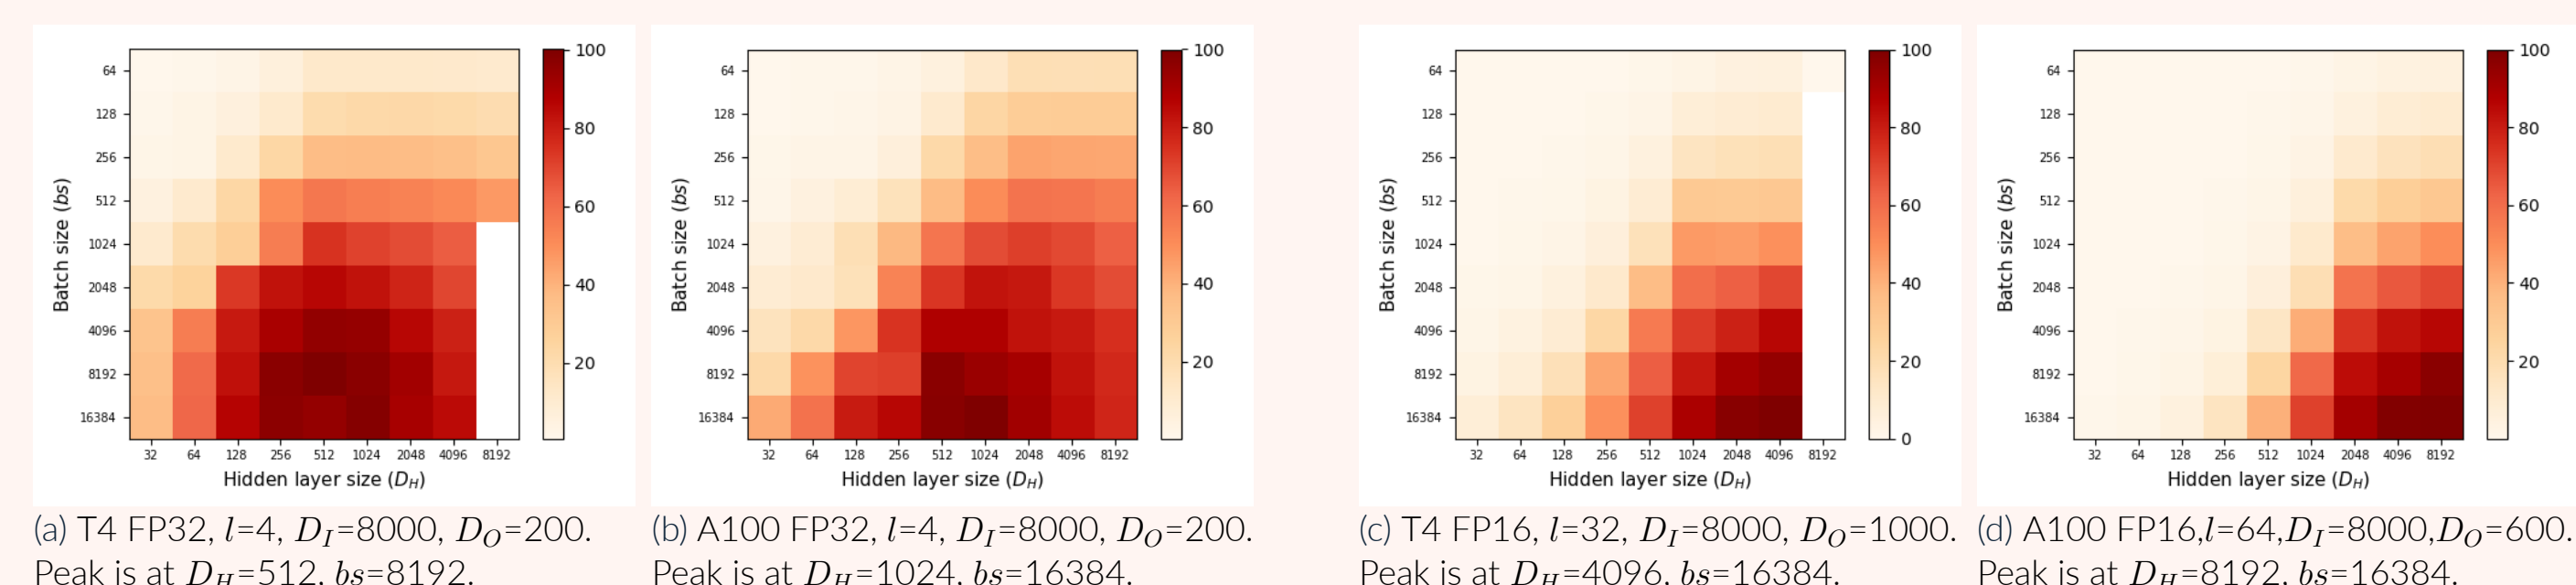 100
80
60
40
20
64
128
256
512
1024
2048
4096
8192
16384
Batch size (bs)
32 64 128 256 512 1024 2048 4096 8192
Hidden layer size (D_H)
(a) T4 FP32, l=4, D_I=8000, D_O=200.
Peak is at D_H=512, bs=8192.
100
80
60
40
20
64
128
256
512
1024
2048
4096
8192
16384
Batch size (bs)
32 64 128 256 512 1024 2048 4096 8192
Hidden layer size (D_H)
(b) A100 FP32, l=4, D_I=8000, D_O=200.
Peak is at D_H=1024, bs=16384.
100
80
60
40
20
0
64
128
256
512
1024
2048
4096
8192
16384
Batch size (bs)
32 64 128 256 512 1024 2048 4096 8192
Hidden layer size (D_H)
(c) T4 FP16, l=32, D_I=8000, D_O=1000.
Peak is at D_H=4096, bs=16384.
100
80
60
40
20
64
128
256
512
1024
2048
4096
8192
16384
Batch size (bs)
32 64 128 256 512 1024 2048 4096 8192
Hidden layer size (D_H)
(d) A100 FP16,l=64,D_I=8000,D_O=600.
Peak is at D_H=8192, bs=16384.